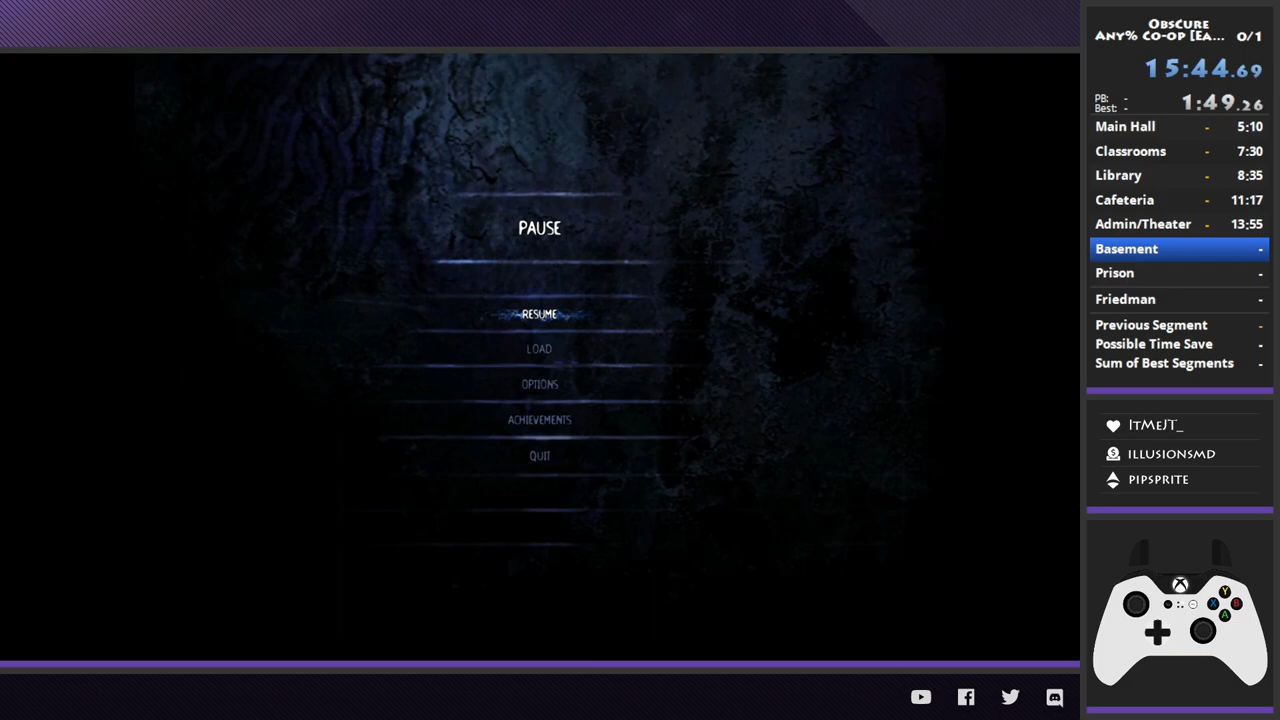 PAUSE
RESUME
LOAD
OPTIONS
ACHIEVEMENTS
QUIT
ObsCure
Any% Co-op [Ea... 0/1
15:44.69
PB: - 1:49.26
Best: -
Main Hall - 5:10
Classrooms - 7:30
Library - 8:35
Cafeteria - 11:17
Admin/Theater - 13:55
Basement -
Prison -
Friedman -
Previous Segment -
Possible Time Save -
Sum of Best Segments -
ItMeJT_
illusionsmd
pipsprite
Y
X B
A